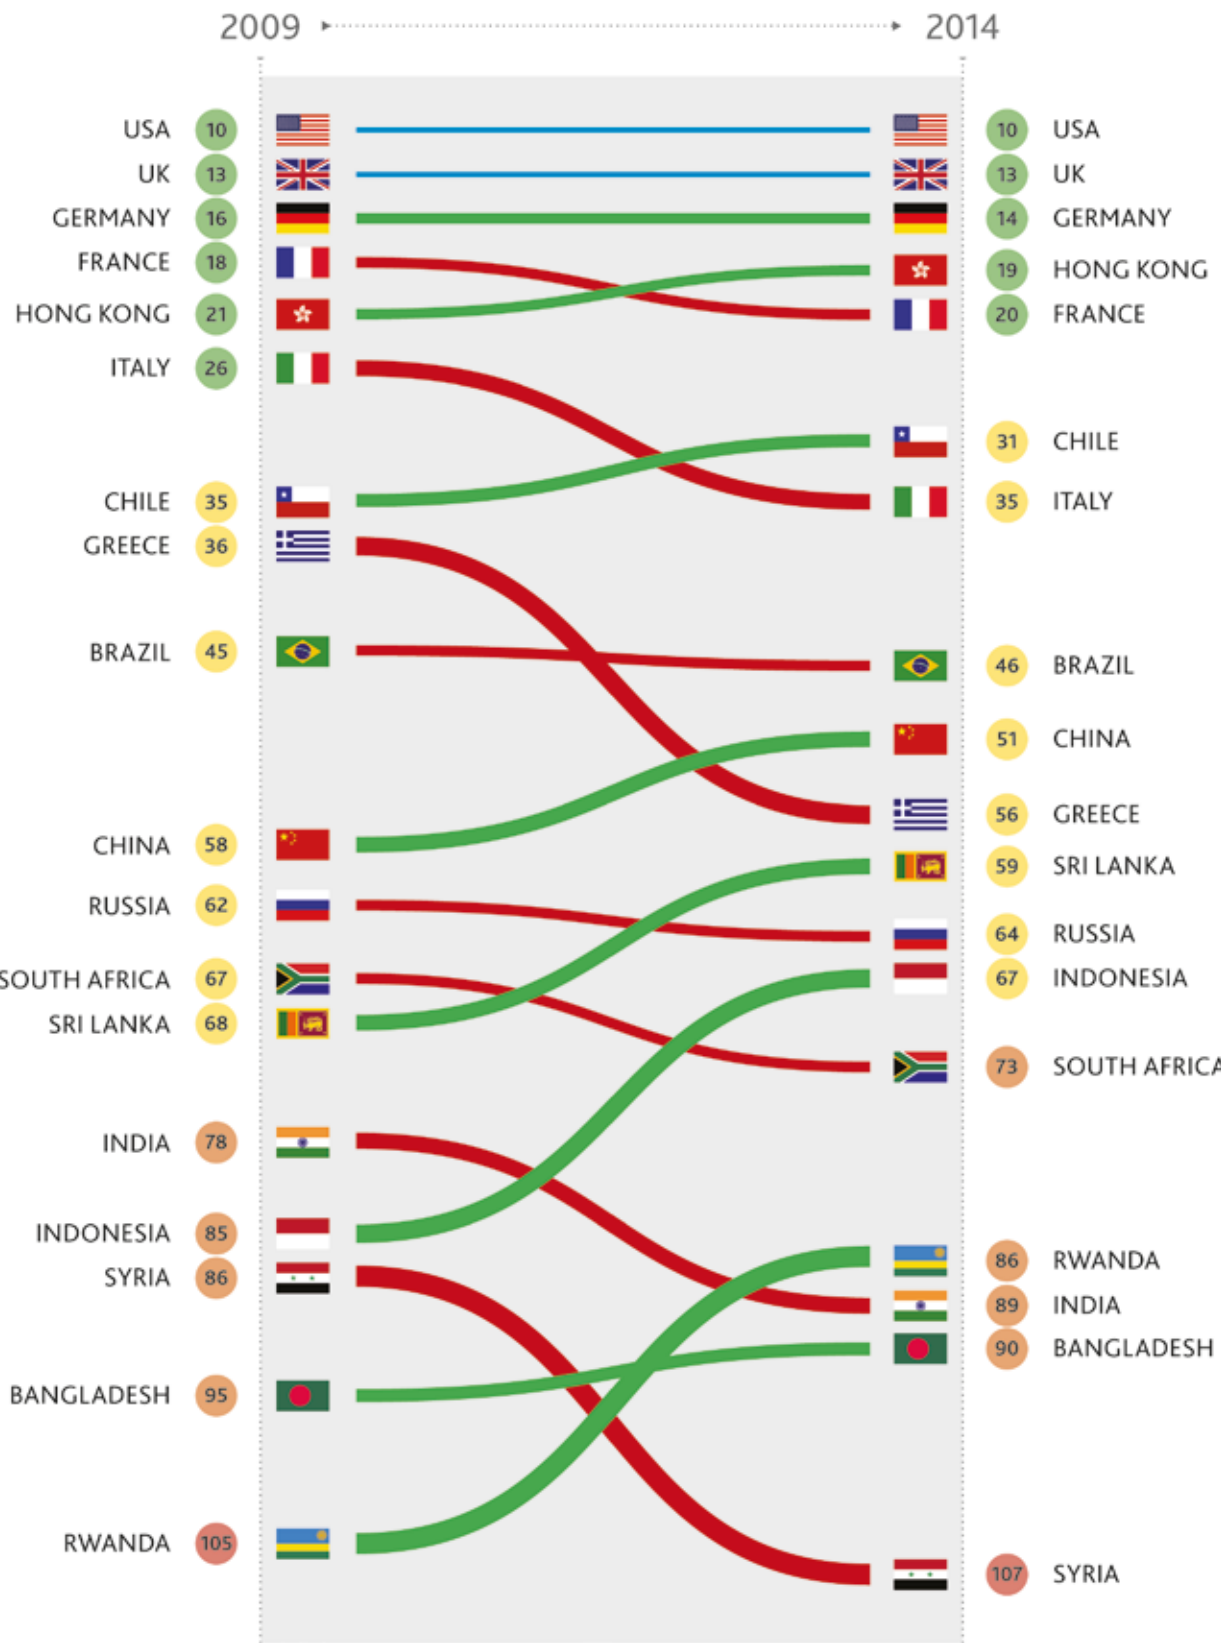 2009 2014
USA 10 10 USA
UK 13 13 UK
GERMANY 16 14 GERMANY
FRANCE 18 19 HONG KONG
HONG KONG 21 20 FRANCE
ITALY 26
31 CHILE
CHILE 35 35 ITALY
GREECE 36
BRAZIL 45 46 BRAZIL
51 CHINA
56 GREECE
CHINA 58 59 SRI LANKA
RUSSIA 62 64 RUSSIA
SOUTH AFRICA 67 67 INDONESIA
SRI LANKA 68
73 SOUTH AFRICA
INDIA 78
INDONESIA 85 86 RWANDA
SYRIA 86 89 INDIA
90 BANGLADESH
BANGLADESH 95
RWANDA 105 107 SYRIA